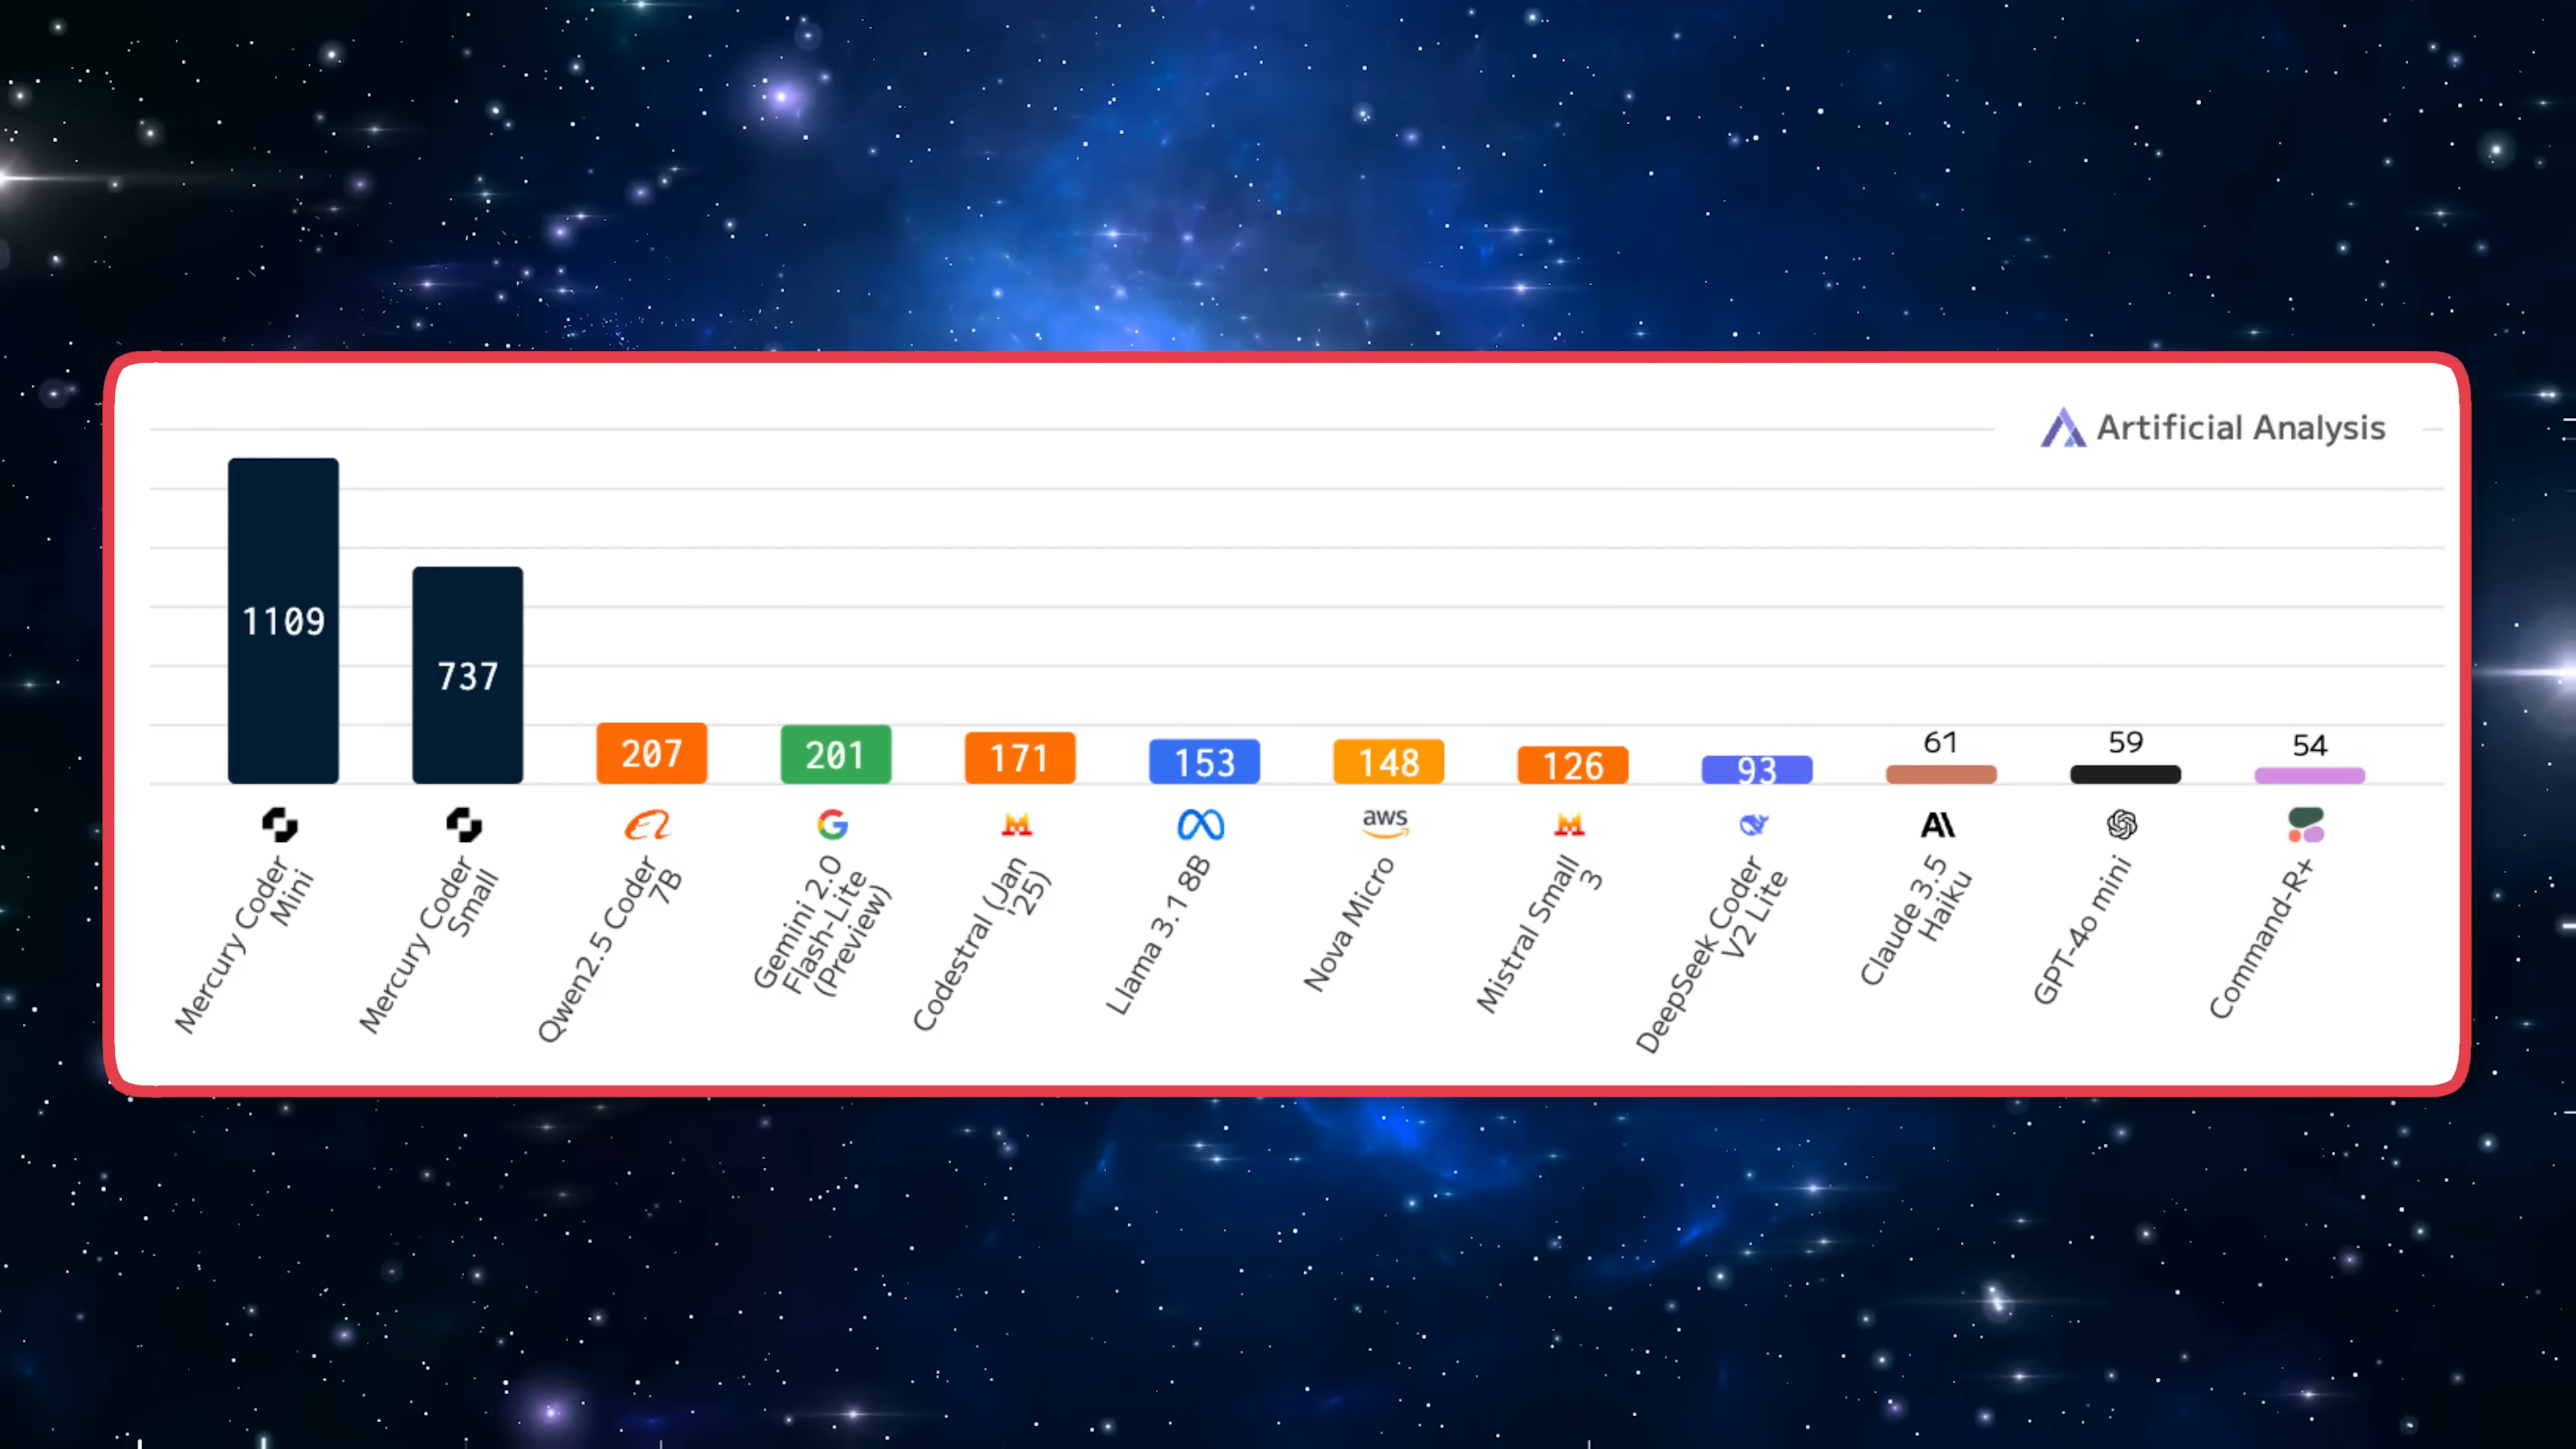 Artificial Analysis
1109
737
207
201
171
153
148
126
93
61
59
54
aws
Mercury Coder
Mini
Mercury Coder
Small
Qwen2.5 Coder
7B
Gemini 2.0
Flash-Lite
(Preview)
Codestral (Jan
'25)
Llama 3.1 8B
Nova Micro
Mistral Small
3
DeepSeek Coder
V2 Lite
Claude 3.5
Haiku
GPT-4o mini
Command-R+